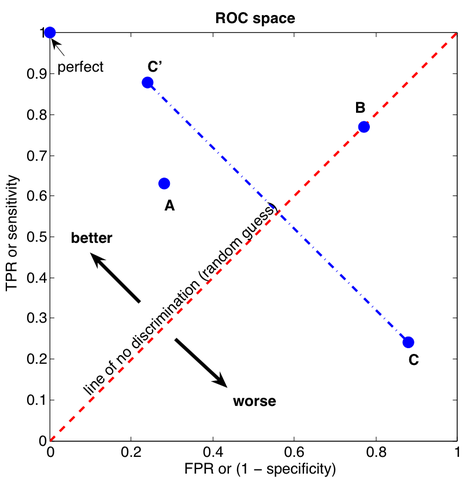 ROC space
1
perfect
C’
0.9
0.8
B
0.7
0.6
A
TPR or sensitivity
0.5
better
line of no discrimination (random guess)
0.4
0.3
C
0.2
worse
0.1
0
0
0.2
0.4
0.6
0.8
1
FPR or (1 − specificity)